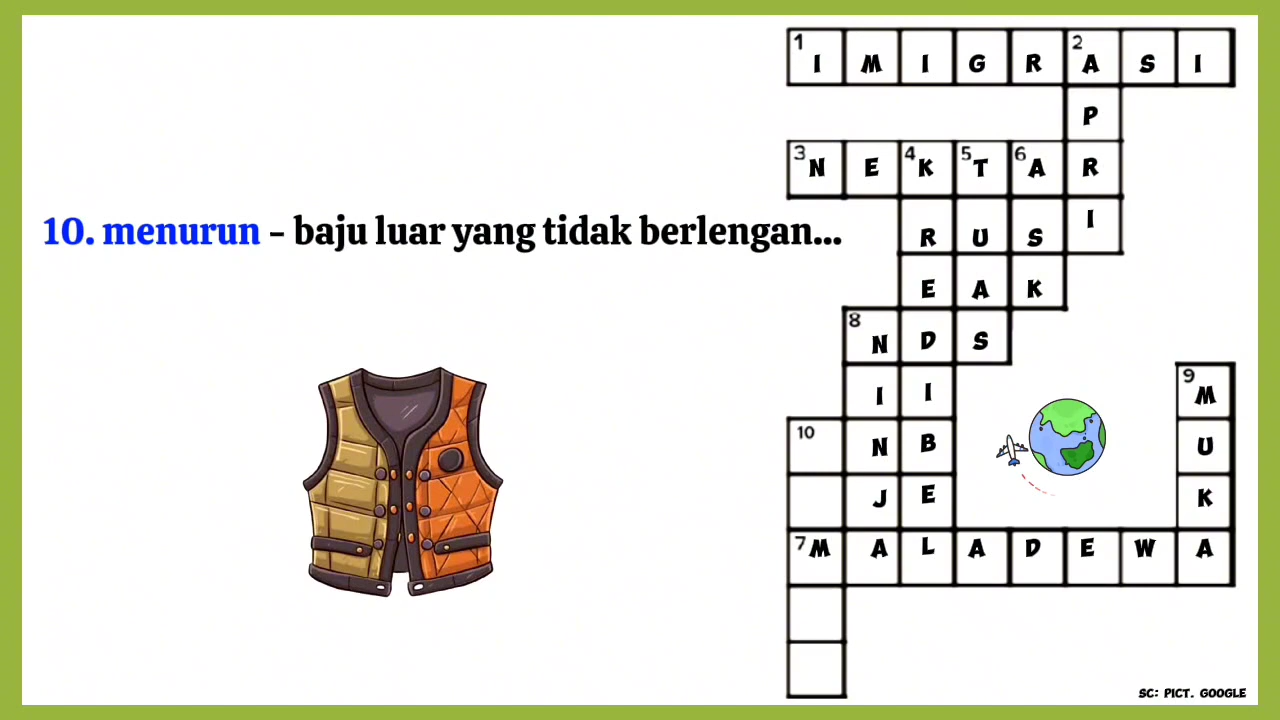 1 I M I G R 2 A S I
P
3 N E 4 K 5 T 6 A R
10. menurun - baju luar yang tidak berlengan...
R U S I
E A K
8 N D S
I I 9 M
10 N B U
J E K
7 M A L A D E W A
SC: PICT. GOOGLE